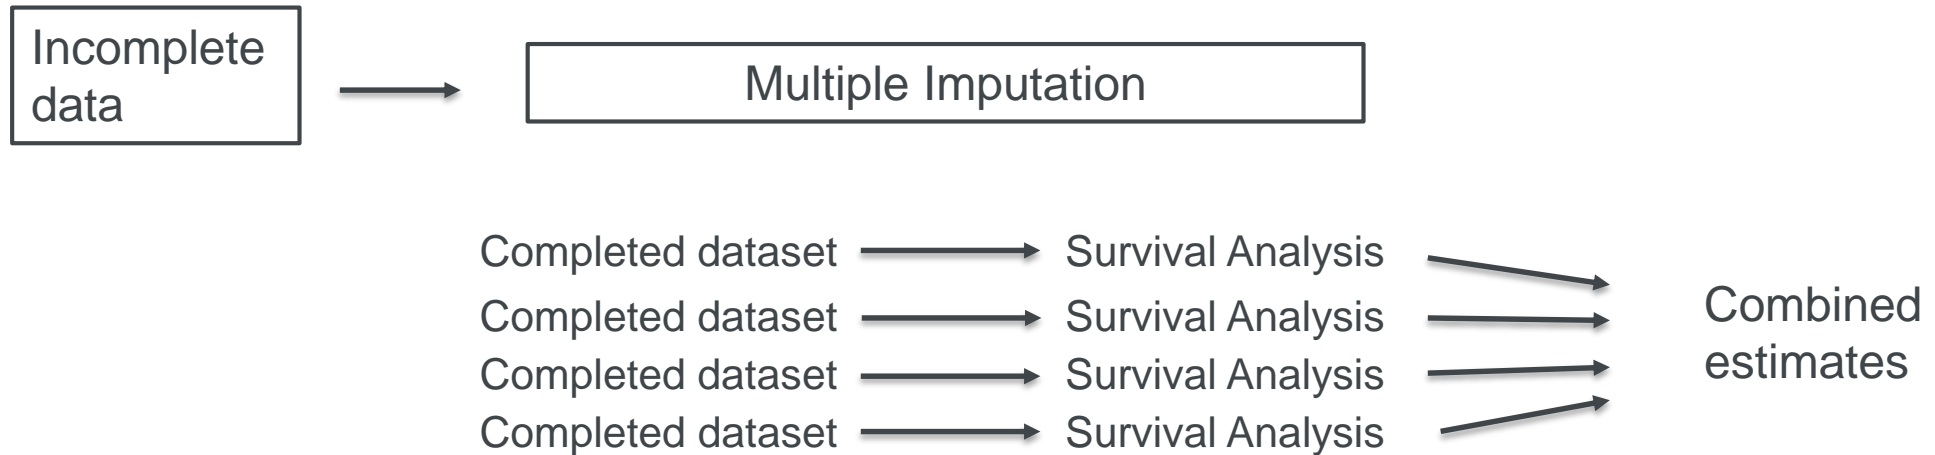 Incomplete
data
Multiple Imputation
Completed dataset Survival Analysis
Completed dataset Survival Analysis
Completed dataset Survival Analysis
Completed dataset Survival Analysis
Combined
estimates